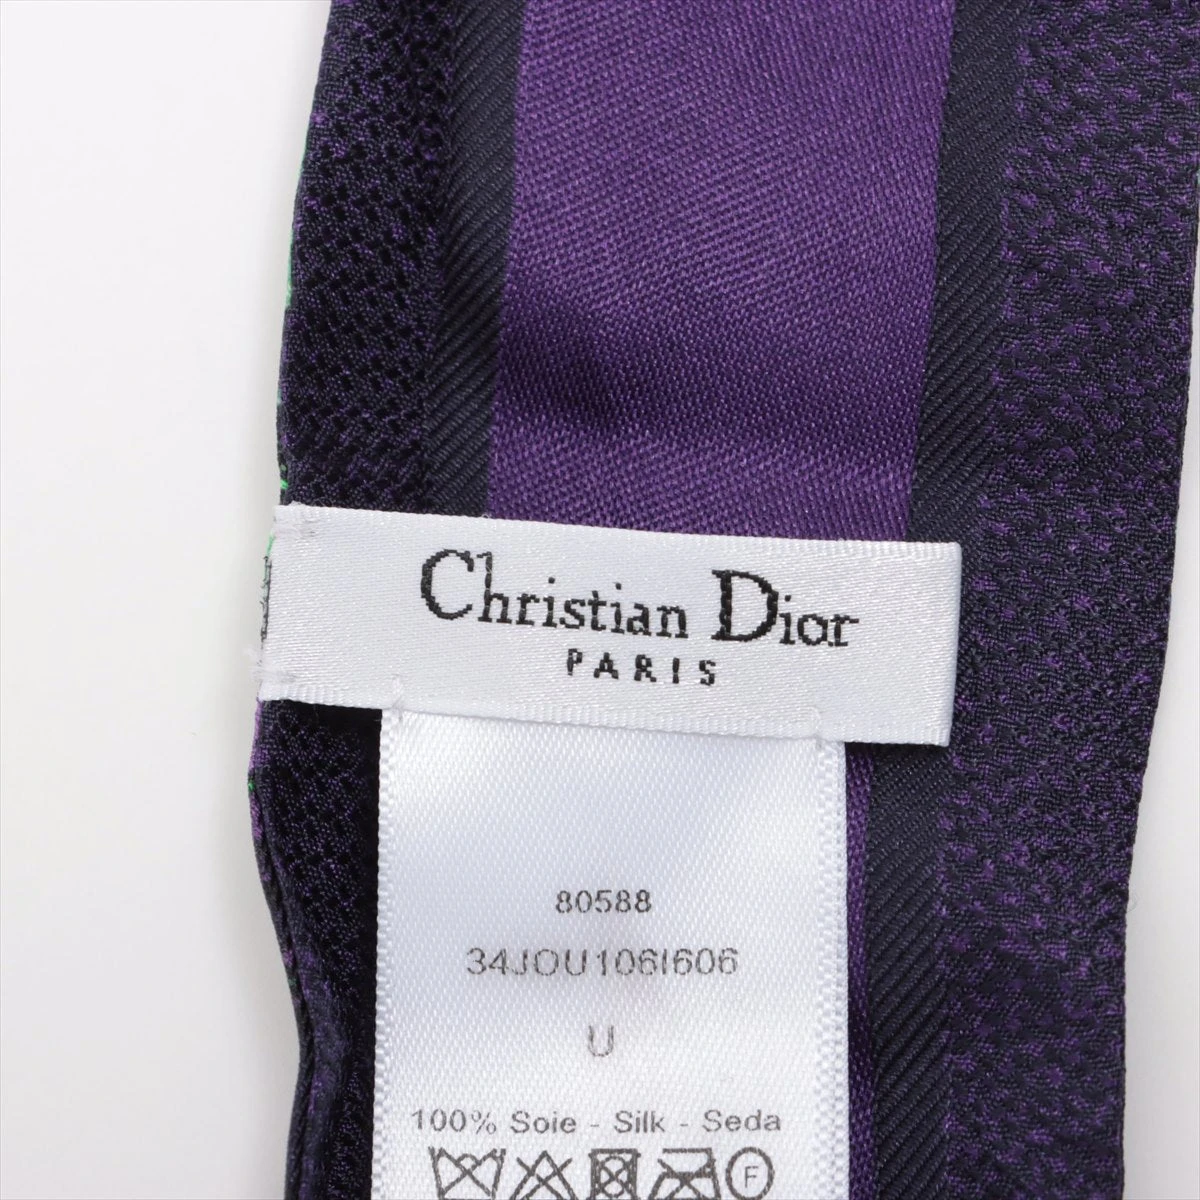 Christian Dior
PARIS
80588
34JOU106I606
U
100% Soie - Silk - Seda
F